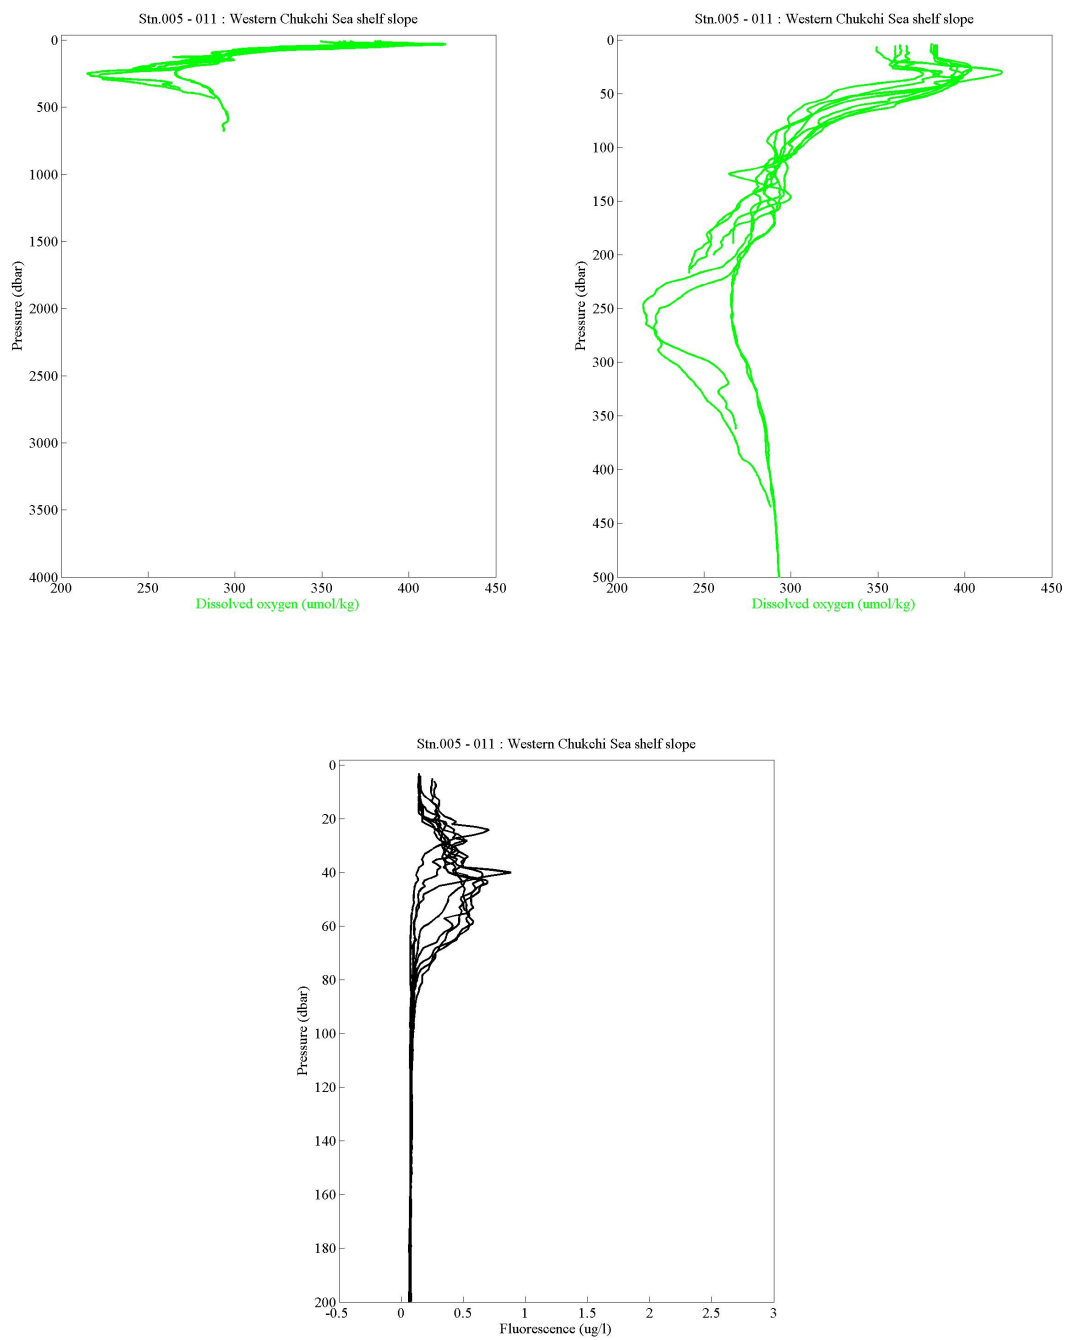 Stn.005 - 011 : Western Chukchi Sea shelf slope
0
500
1000
1500
2000
2500
3000
3500
4000
Pressure (dbar)
200 250 300 350 400 450
Dissolved oxygen (umol/kg)
Stn.005 - 011 : Western Chukchi Sea shelf slope
0
50
100
150
200
250
300
350
400
450
500
Pressure (dbar)
200 250 300 350 400 450
Dissolved oxygen (umol/kg)
Stn.005 - 011 : Western Chukchi Sea shelf slope
0
20
40
60
80
100
120
140
160
180
200
Pressure (dbar)
-0.5 0 0.5 1 1.5 2 2.5 3
Fluorescence (ug/l)